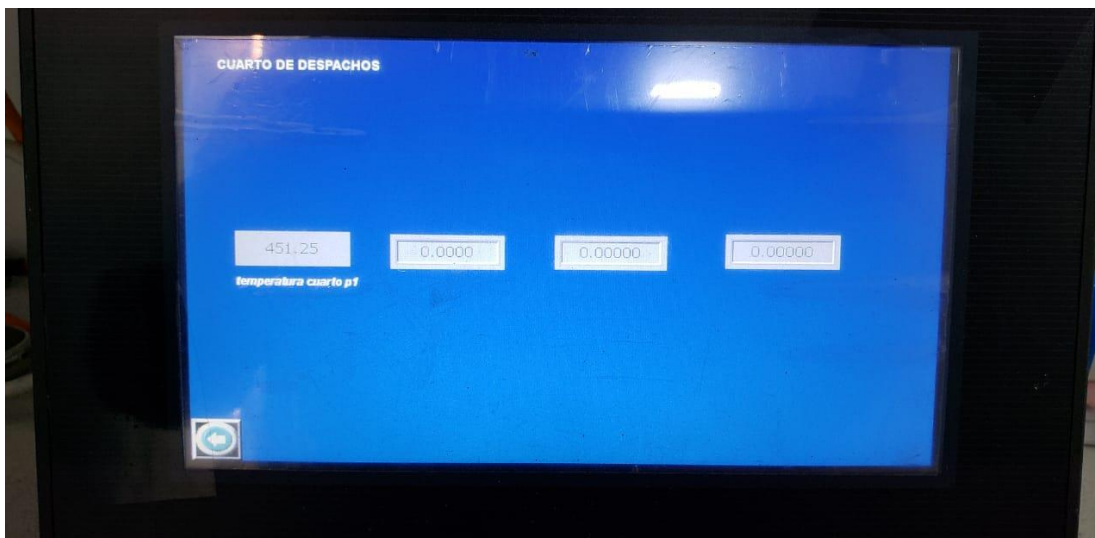 CUARTO DE DESPACHOS
451.25 0.0000 0.00000 0.00000
temperatura cuarto p1